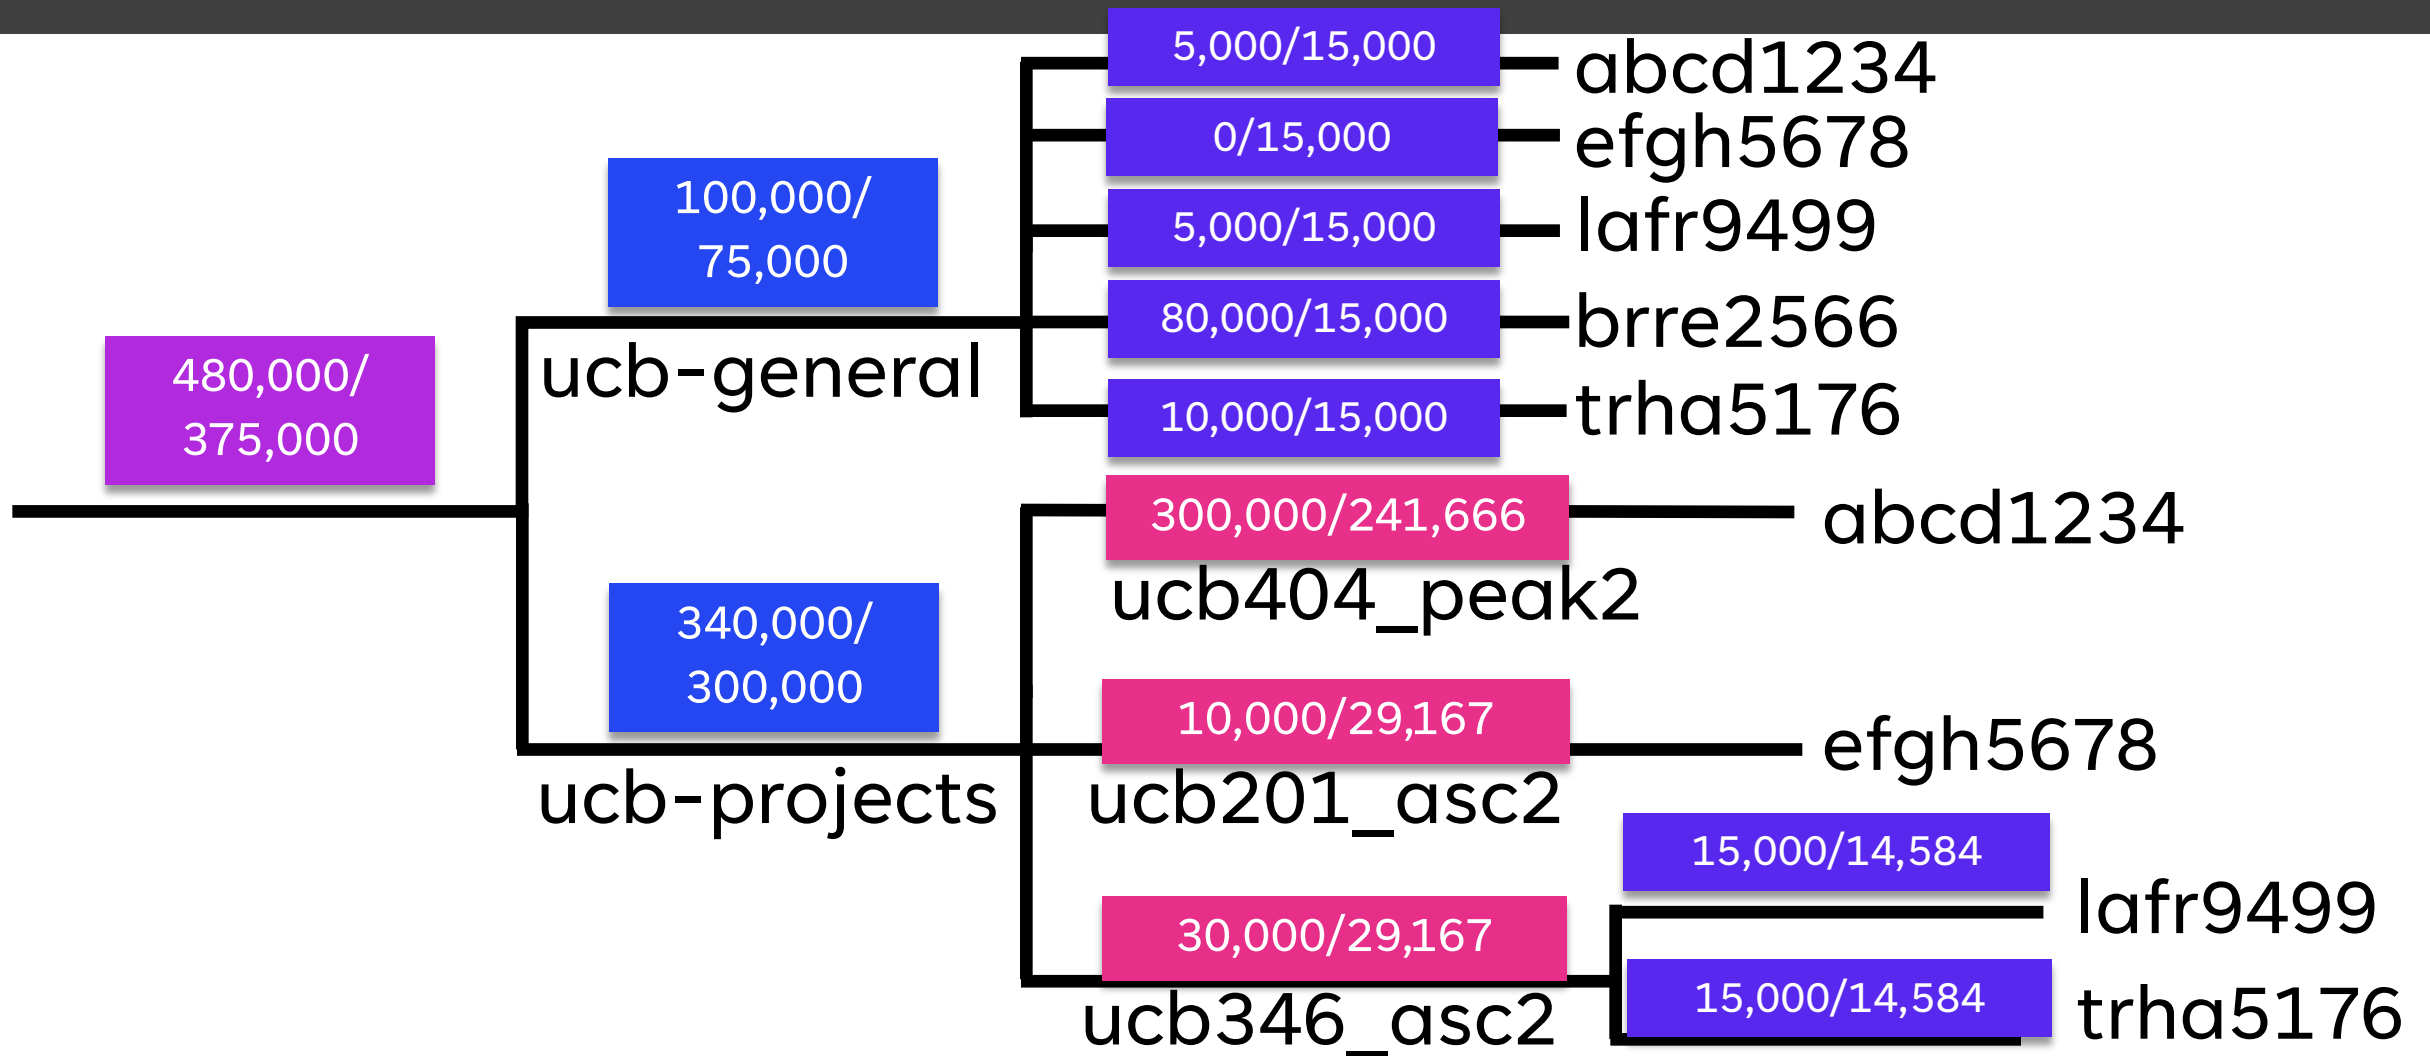 5,000/15,000
abcd1234
0/15,000
efgh5678
5,000/15,000
lafr9499
80,000/15,000
brre2566
10,000/15,000
trha5176
100,000/
75,000
ucb-general
480,000/
375,000
300,000/241,666
abcd1234
ucb404_peak2
340,000/
300,000
ucb-projects
10,000/29,167
efgh5678
ucb201_asc2
30,000/29,167
ucb346_asc2
15,000/14,584
lafr9499
15,000/14,584
trha5176